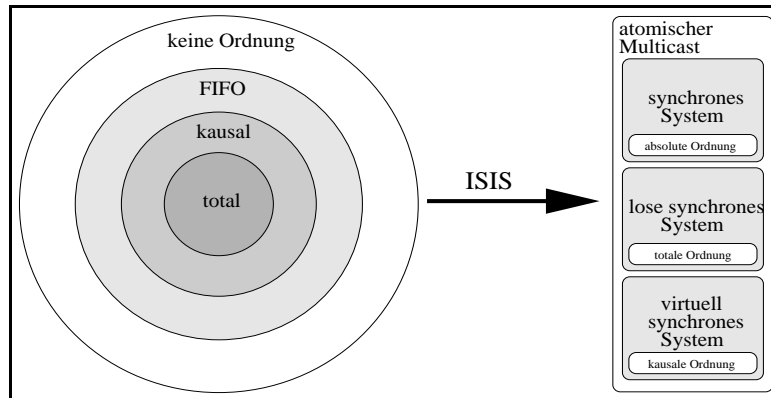 keine Ordnung
FIFO
kausal
total
ISIS
atomischer
Multicast
synchrones
System
absolute Ordnung
lose synchrones
System
totale Ordnung
virtuell
synchrones
System
kausale Ordnung